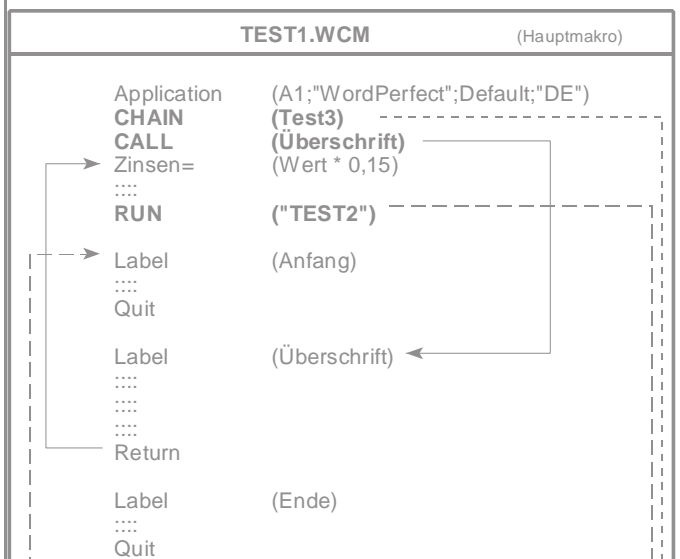 TEST1.WCM (Hauptmakro)
Application (A1;"WordPerfect";Default;"DE")
CHAIN (Test3)
CALL (Überschrift)
Zinsen= (Wert * 0,15)
::::
RUN ("TEST2")
Label (Anfang)
::::
Quit
Label (Überschrift)
::::
::::
::::
Return
Label (Ende)
::::
Quit